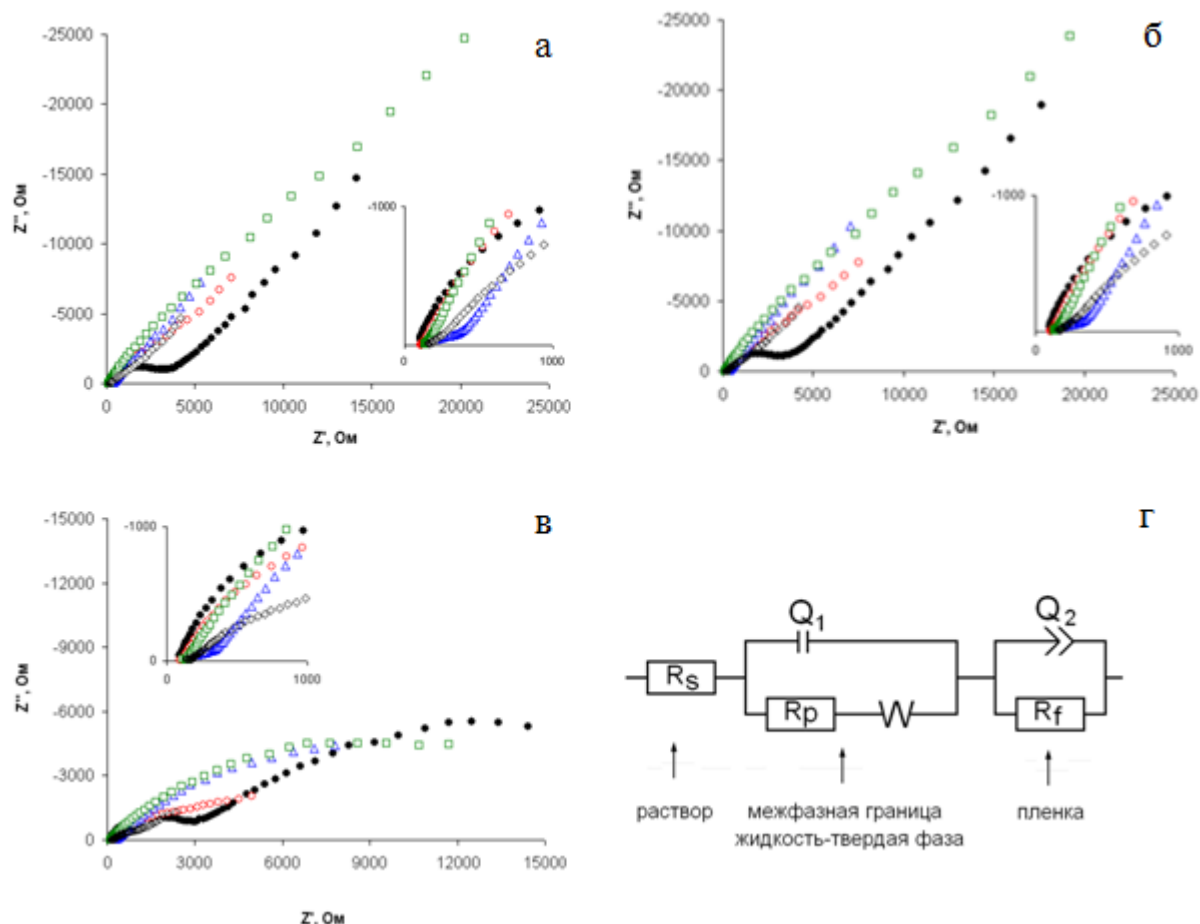 а
-25000
-20000
-15000
-10000
-5000
0
Z'', Ом
0 5000 10000 15000 20000 25000
Z', Ом
-1000
0
0 1000
б
-25000
-20000
-15000
-10000
-5000
0
Z'', Ом
0 5000 10000 15000 20000 25000
Z', Ом
-1000
0
0 1000
в
-15000
-12000
-9000
-6000
-3000
0
Z'', Ом
0 3000 6000 9000 12000 15000
Z', Ом
-1000
0
0 1000
г
Q1 Q2
Rs Rp W Rf
раствор межфазная граница пленка
жидкость-твердая фаза